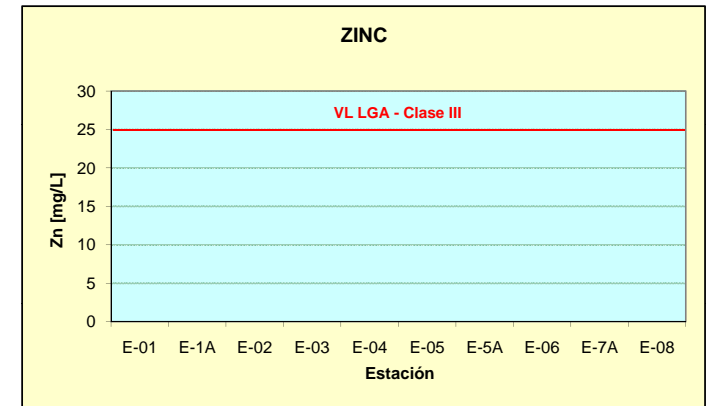 ZINC
30
VL LGA - Clase III
25
20
15
10
5
0
Zn [mg/L]
E-01 E-1A E-02 E-03 E-04 E-05 E-5A E-06 E-7A E-08
Estación